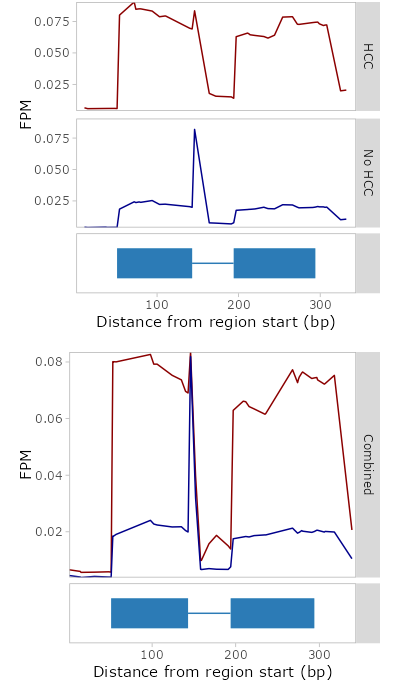 0.075
0.050
0.025
HCC
FPM
0.075
0.050
0.025
No HCC
100 200 300
Distance from region start (bp)
0.08
0.06
0.04
0.02
FPM
Combined
100 200 300
Distance from region start (bp)